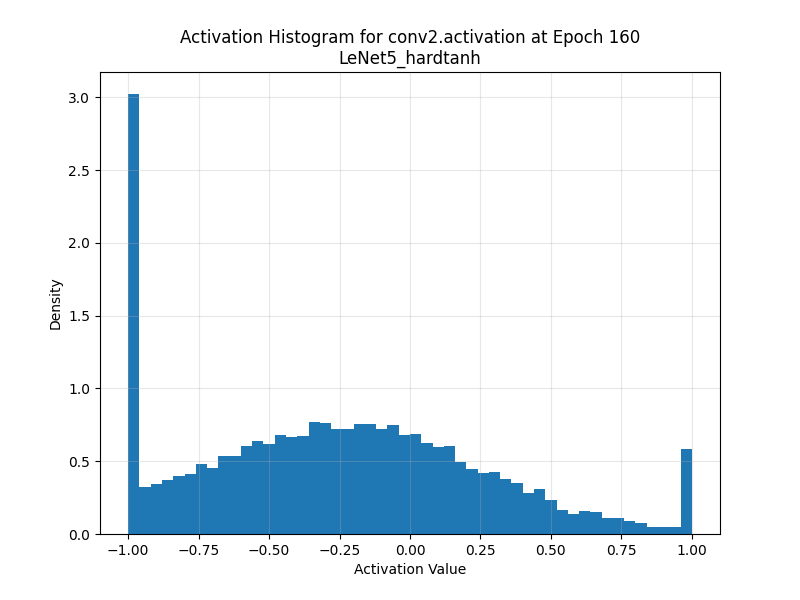 Activation Histogram for conv2.activation at Epoch 160
LeNet5_hardtanh
3.0
2.5
2.0
1.5
1.0
0.5
0.0
Density
−1.00 −0.75 −0.50 −0.25 0.00 0.25 0.50 0.75 1.00
Activation Value